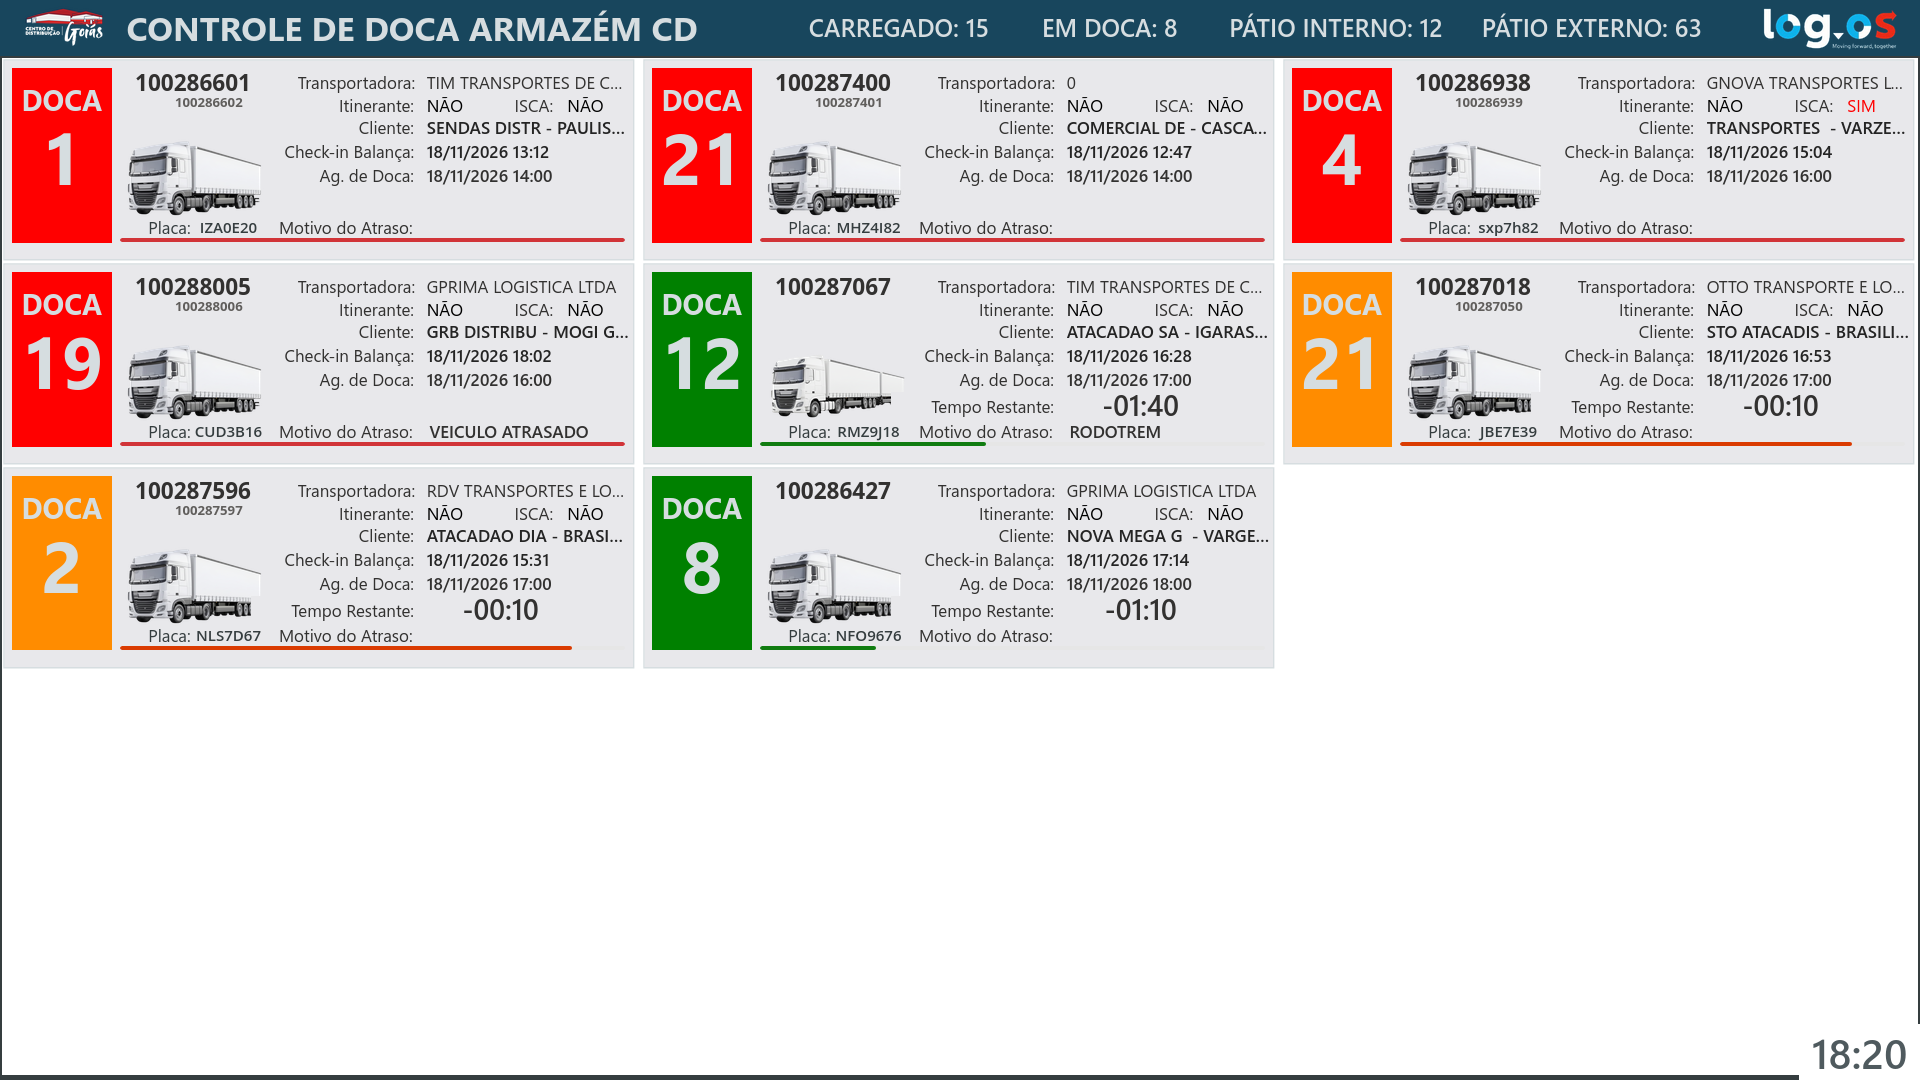 CENTRO DE DISTRIBUIÇÃO Goiás
CONTROLE DE DOCA ARMAZÉM CD
CARREGADO: 15
EM DOCA: 8
PÁTIO INTERNO: 12
PÁTIO EXTERNO: 63
log.os
Moving forward, together
DOCA
1
100286601
100286602
Transportadora: TIM TRANSPORTES DE C...
Itinerante: NÃO ISCA: NÃO
Cliente: SENDAS DISTR - PAULIS...
Check-in Balança: 18/11/2026 13:12
Ag. de Doca: 18/11/2026 14:00
Placa: IZA0E20 Motivo do Atraso:
DOCA
21
100287400
100287401
Transportadora: 0
Itinerante: NÃO ISCA: NÃO
Cliente: COMERCIAL DE - CASCA...
Check-in Balança: 18/11/2026 12:47
Ag. de Doca: 18/11/2026 14:00
Placa: MHZ4I82 Motivo do Atraso:
DOCA
4
100286938
100286939
Transportadora: GNOVA TRANSPORTES L...
Itinerante: NÃO ISCA: SIM
Cliente: TRANSPORTES - VARZE...
Check-in Balança: 18/11/2026 15:04
Ag. de Doca: 18/11/2026 16:00
Placa: sxp7h82 Motivo do Atraso:
DOCA
19
100288005
100288006
Transportadora: GPRIMA LOGISTICA LTDA
Itinerante: NÃO ISCA: NÃO
Cliente: GRB DISTRIBU - MOGI G...
Check-in Balança: 18/11/2026 18:02
Ag. de Doca: 18/11/2026 16:00
Placa: CUD3B16 Motivo do Atraso: VEICULO ATRASADO
DOCA
12
100287067
Transportadora: TIM TRANSPORTES DE C...
Itinerante: NÃO ISCA: NÃO
Cliente: ATACADAO SA - IGARAS...
Check-in Balança: 18/11/2026 16:28
Ag. de Doca: 18/11/2026 17:00
Tempo Restante: -01:40
Placa: RMZ9J18 Motivo do Atraso: RODOTREM
DOCA
21
100287018
100287050
Transportadora: OTTO TRANSPORTE E LO...
Itinerante: NÃO ISCA: NÃO
Cliente: STO ATACADIS - BRASILI...
Check-in Balança: 18/11/2026 16:53
Ag. de Doca: 18/11/2026 17:00
Tempo Restante: -00:10
Placa: JBE7E39 Motivo do Atraso:
DOCA
2
100287596
100287597
Transportadora: RDV TRANSPORTES E LO...
Itinerante: NÃO ISCA: NÃO
Cliente: ATACADAO DIA - BRASI...
Check-in Balança: 18/11/2026 15:31
Ag. de Doca: 18/11/2026 17:00
Tempo Restante: -00:10
Placa: NLS7D67 Motivo do Atraso:
DOCA
8
100286427
Transportadora: GPRIMA LOGISTICA LTDA
Itinerante: NÃO ISCA: NÃO
Cliente: NOVA MEGA G - VARGE...
Check-in Balança: 18/11/2026 17:14
Ag. de Doca: 18/11/2026 18:00
Tempo Restante: -01:10
Placa: NFO9676 Motivo do Atraso:
18:20